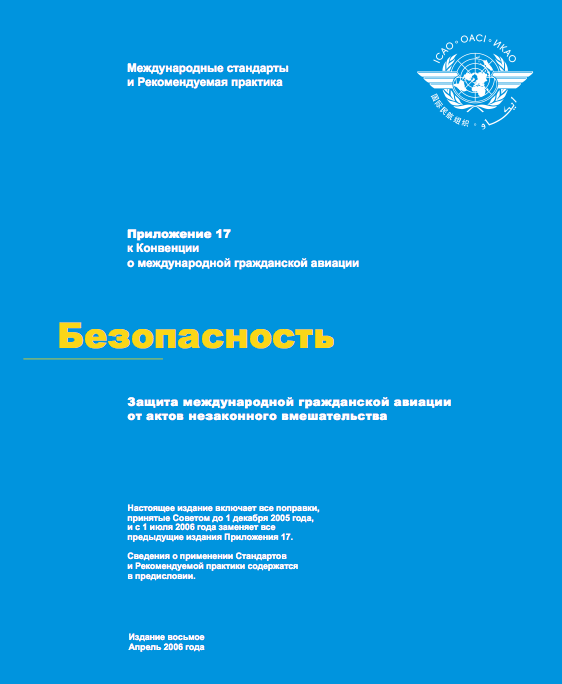 Международные стандарты
и Рекомендуемая практика
ICAO ◦ OACI ◦ ИКАО
国际民航组织 ◦ إيكاو
Приложение 17
к Конвенции
о международной гражданской авиации
Безопасность
Защита международной гражданской авиации
от актов незаконного вмешательства
Настоящее издание включает все поправки,
принятые Советом до 1 декабря 2005 года,
и с 1 июля 2006 года заменяет все
предыдущие издания Приложения 17.
Сведения о применении Стандартов
и Рекомендуемой практики содержатся
в предисловии.
Издание восьмое
Апрель 2006 года